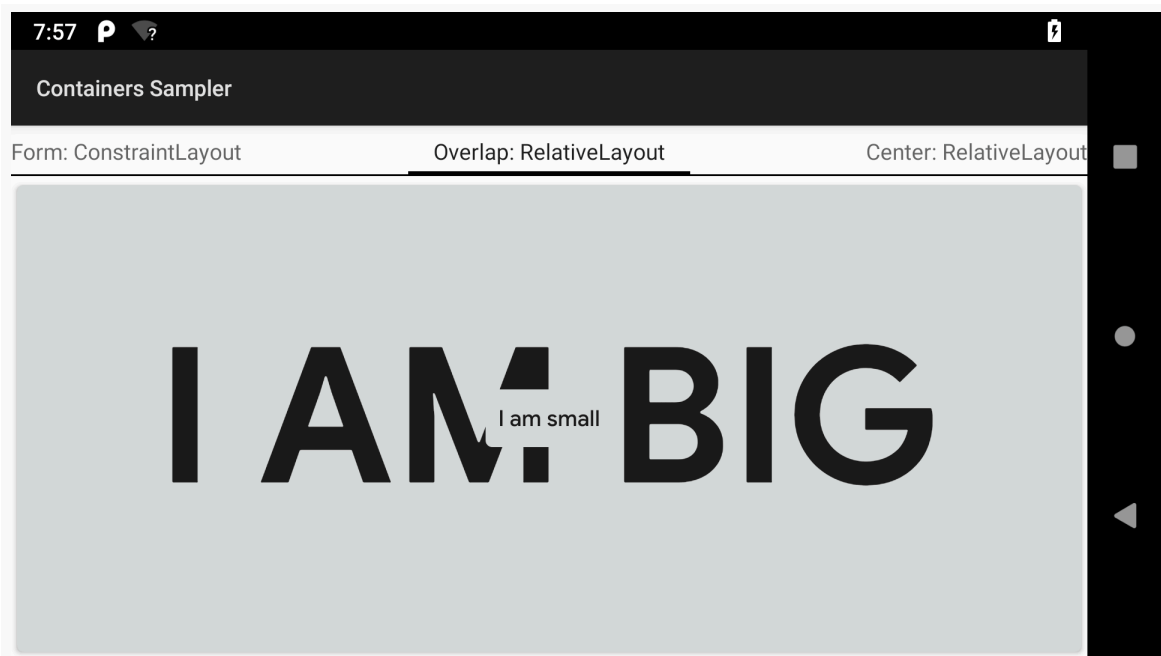 7:57
Containers Sampler
Form: ConstraintLayout Overlap: RelativeLayout Center: RelativeLayout
I AM BIG
I am small